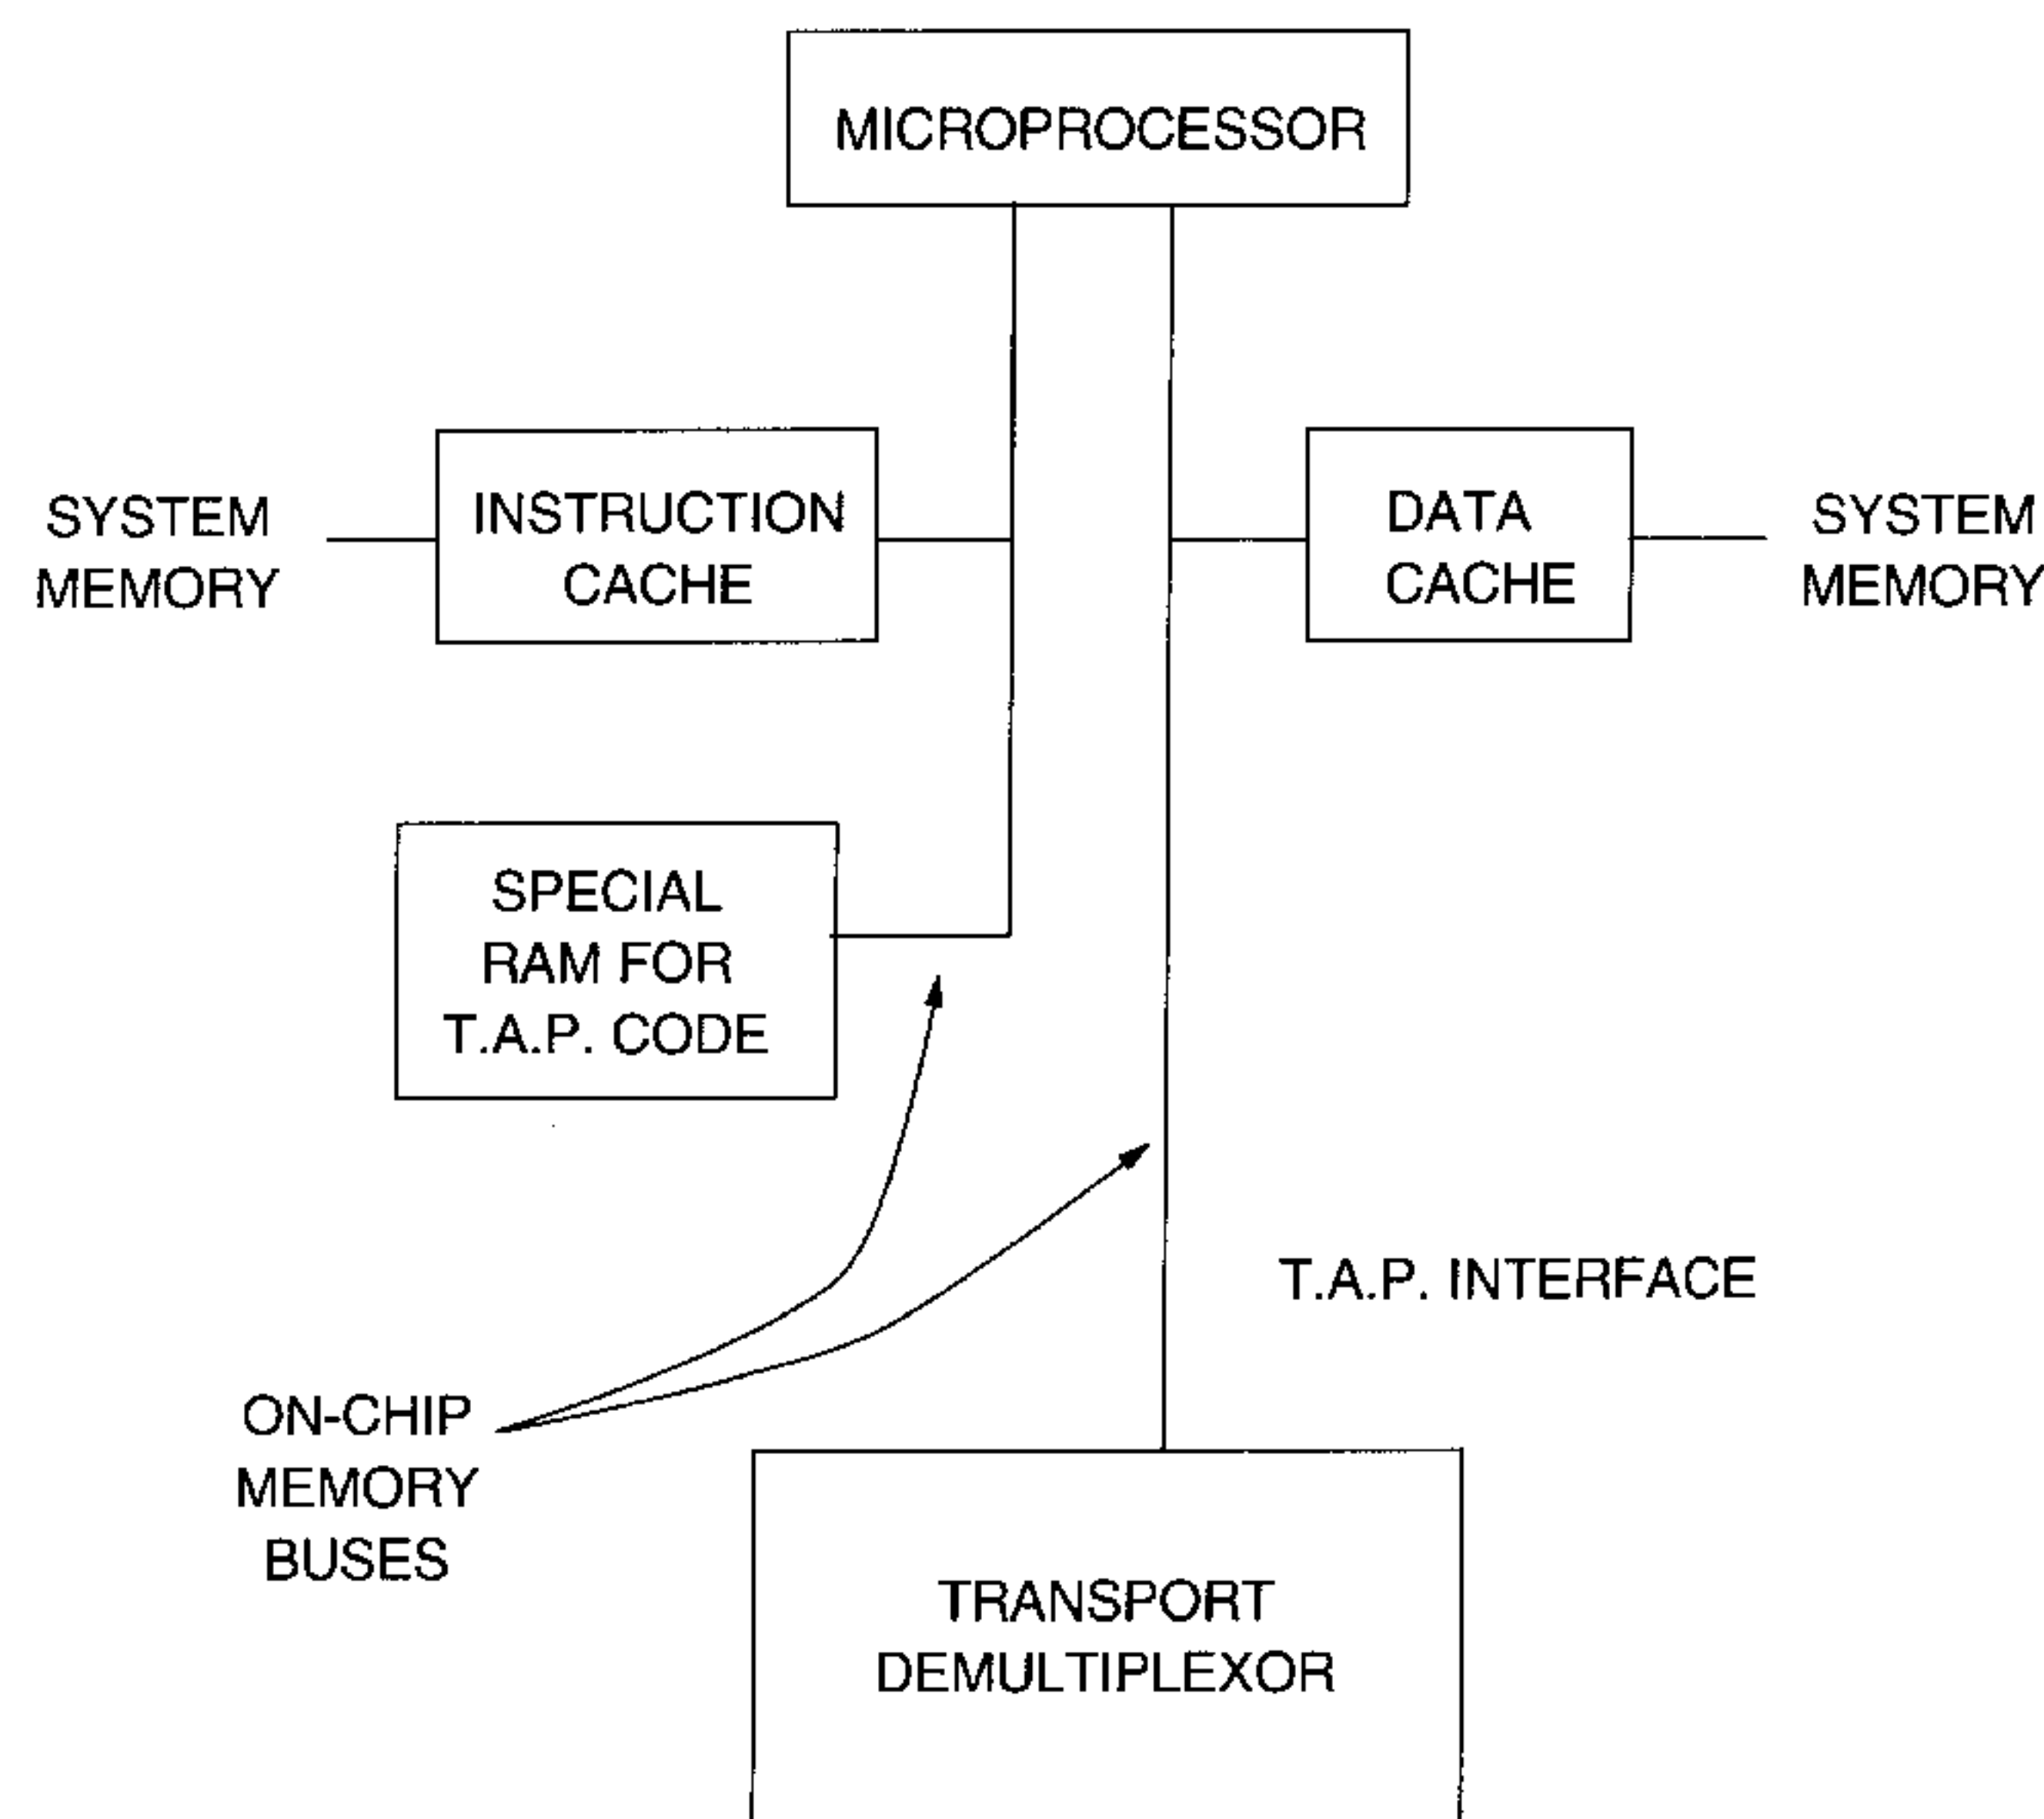 MICROPROCESSOR
SYSTEM
MEMORY
INSTRUCTION
CACHE
DATA
CACHE
SYSTEM
MEMORY
SPECIAL
RAM FOR
T.A.P. CODE
T.A.P. INTERFACE
ON-CHIP
MEMORY
BUSES
TRANSPORT
DEMULTIPLEXOR